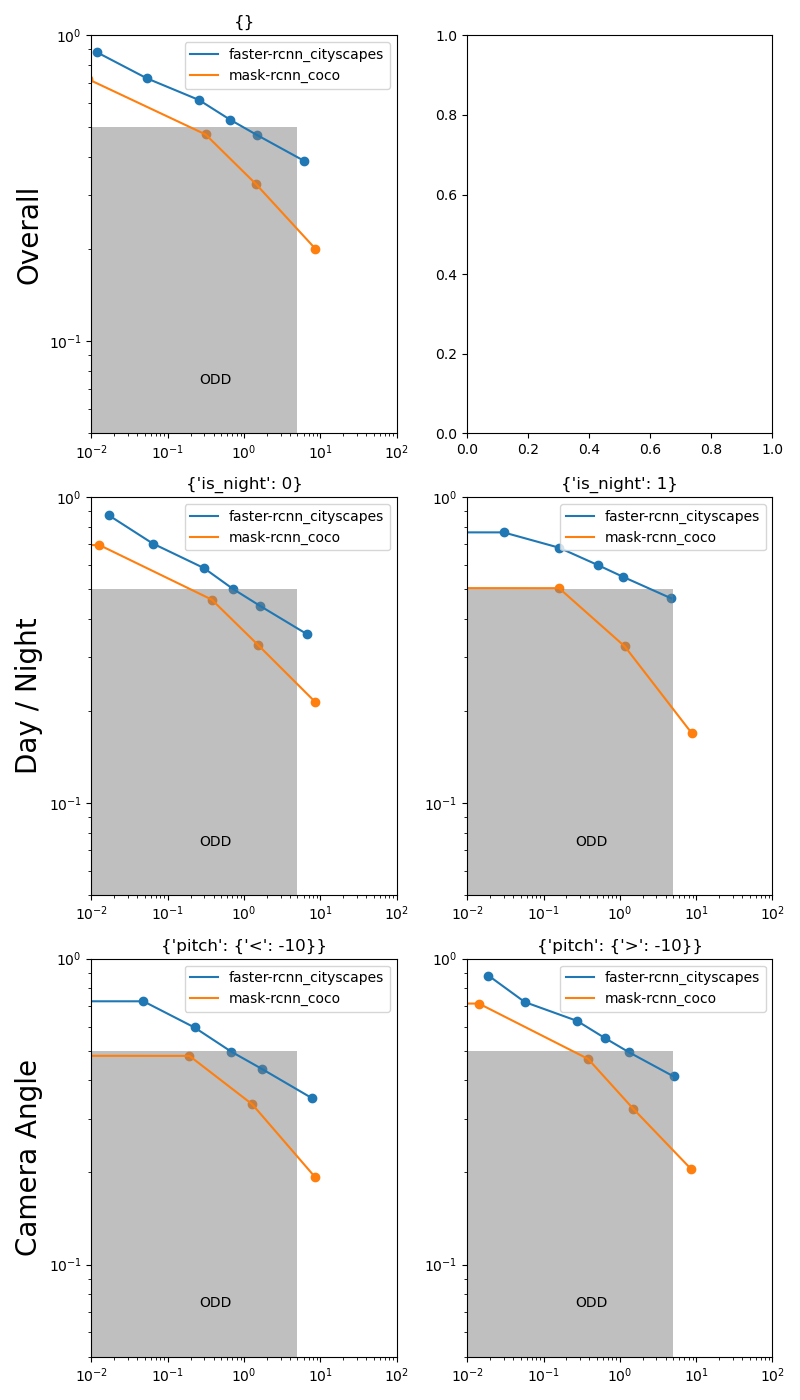 {}
faster-rcnn_cityscapes
mask-rcnn_coco
Overall
10^0
10^-1
ODD
10^-2 10^-1 10^0 10^1 10^2
1.0
0.8
0.6
0.4
0.2
0.0
0.0 0.2 0.4 0.6 0.8 1.0
{'is_night': 0}
faster-rcnn_cityscapes
mask-rcnn_coco
Day / Night
10^0
10^-1
ODD
10^-2 10^-1 10^0 10^1 10^2
{'is_night': 1}
faster-rcnn_cityscapes
mask-rcnn_coco
10^0
10^-1
ODD
10^-2 10^-1 10^0 10^1 10^2
{'pitch': {'<': -10}}
faster-rcnn_cityscapes
mask-rcnn_coco
Camera Angle
10^0
10^-1
ODD
10^-2 10^-1 10^0 10^1 10^2
{'pitch': {'>': -10}}
faster-rcnn_cityscapes
mask-rcnn_coco
10^0
10^-1
ODD
10^-2 10^-1 10^0 10^1 10^2